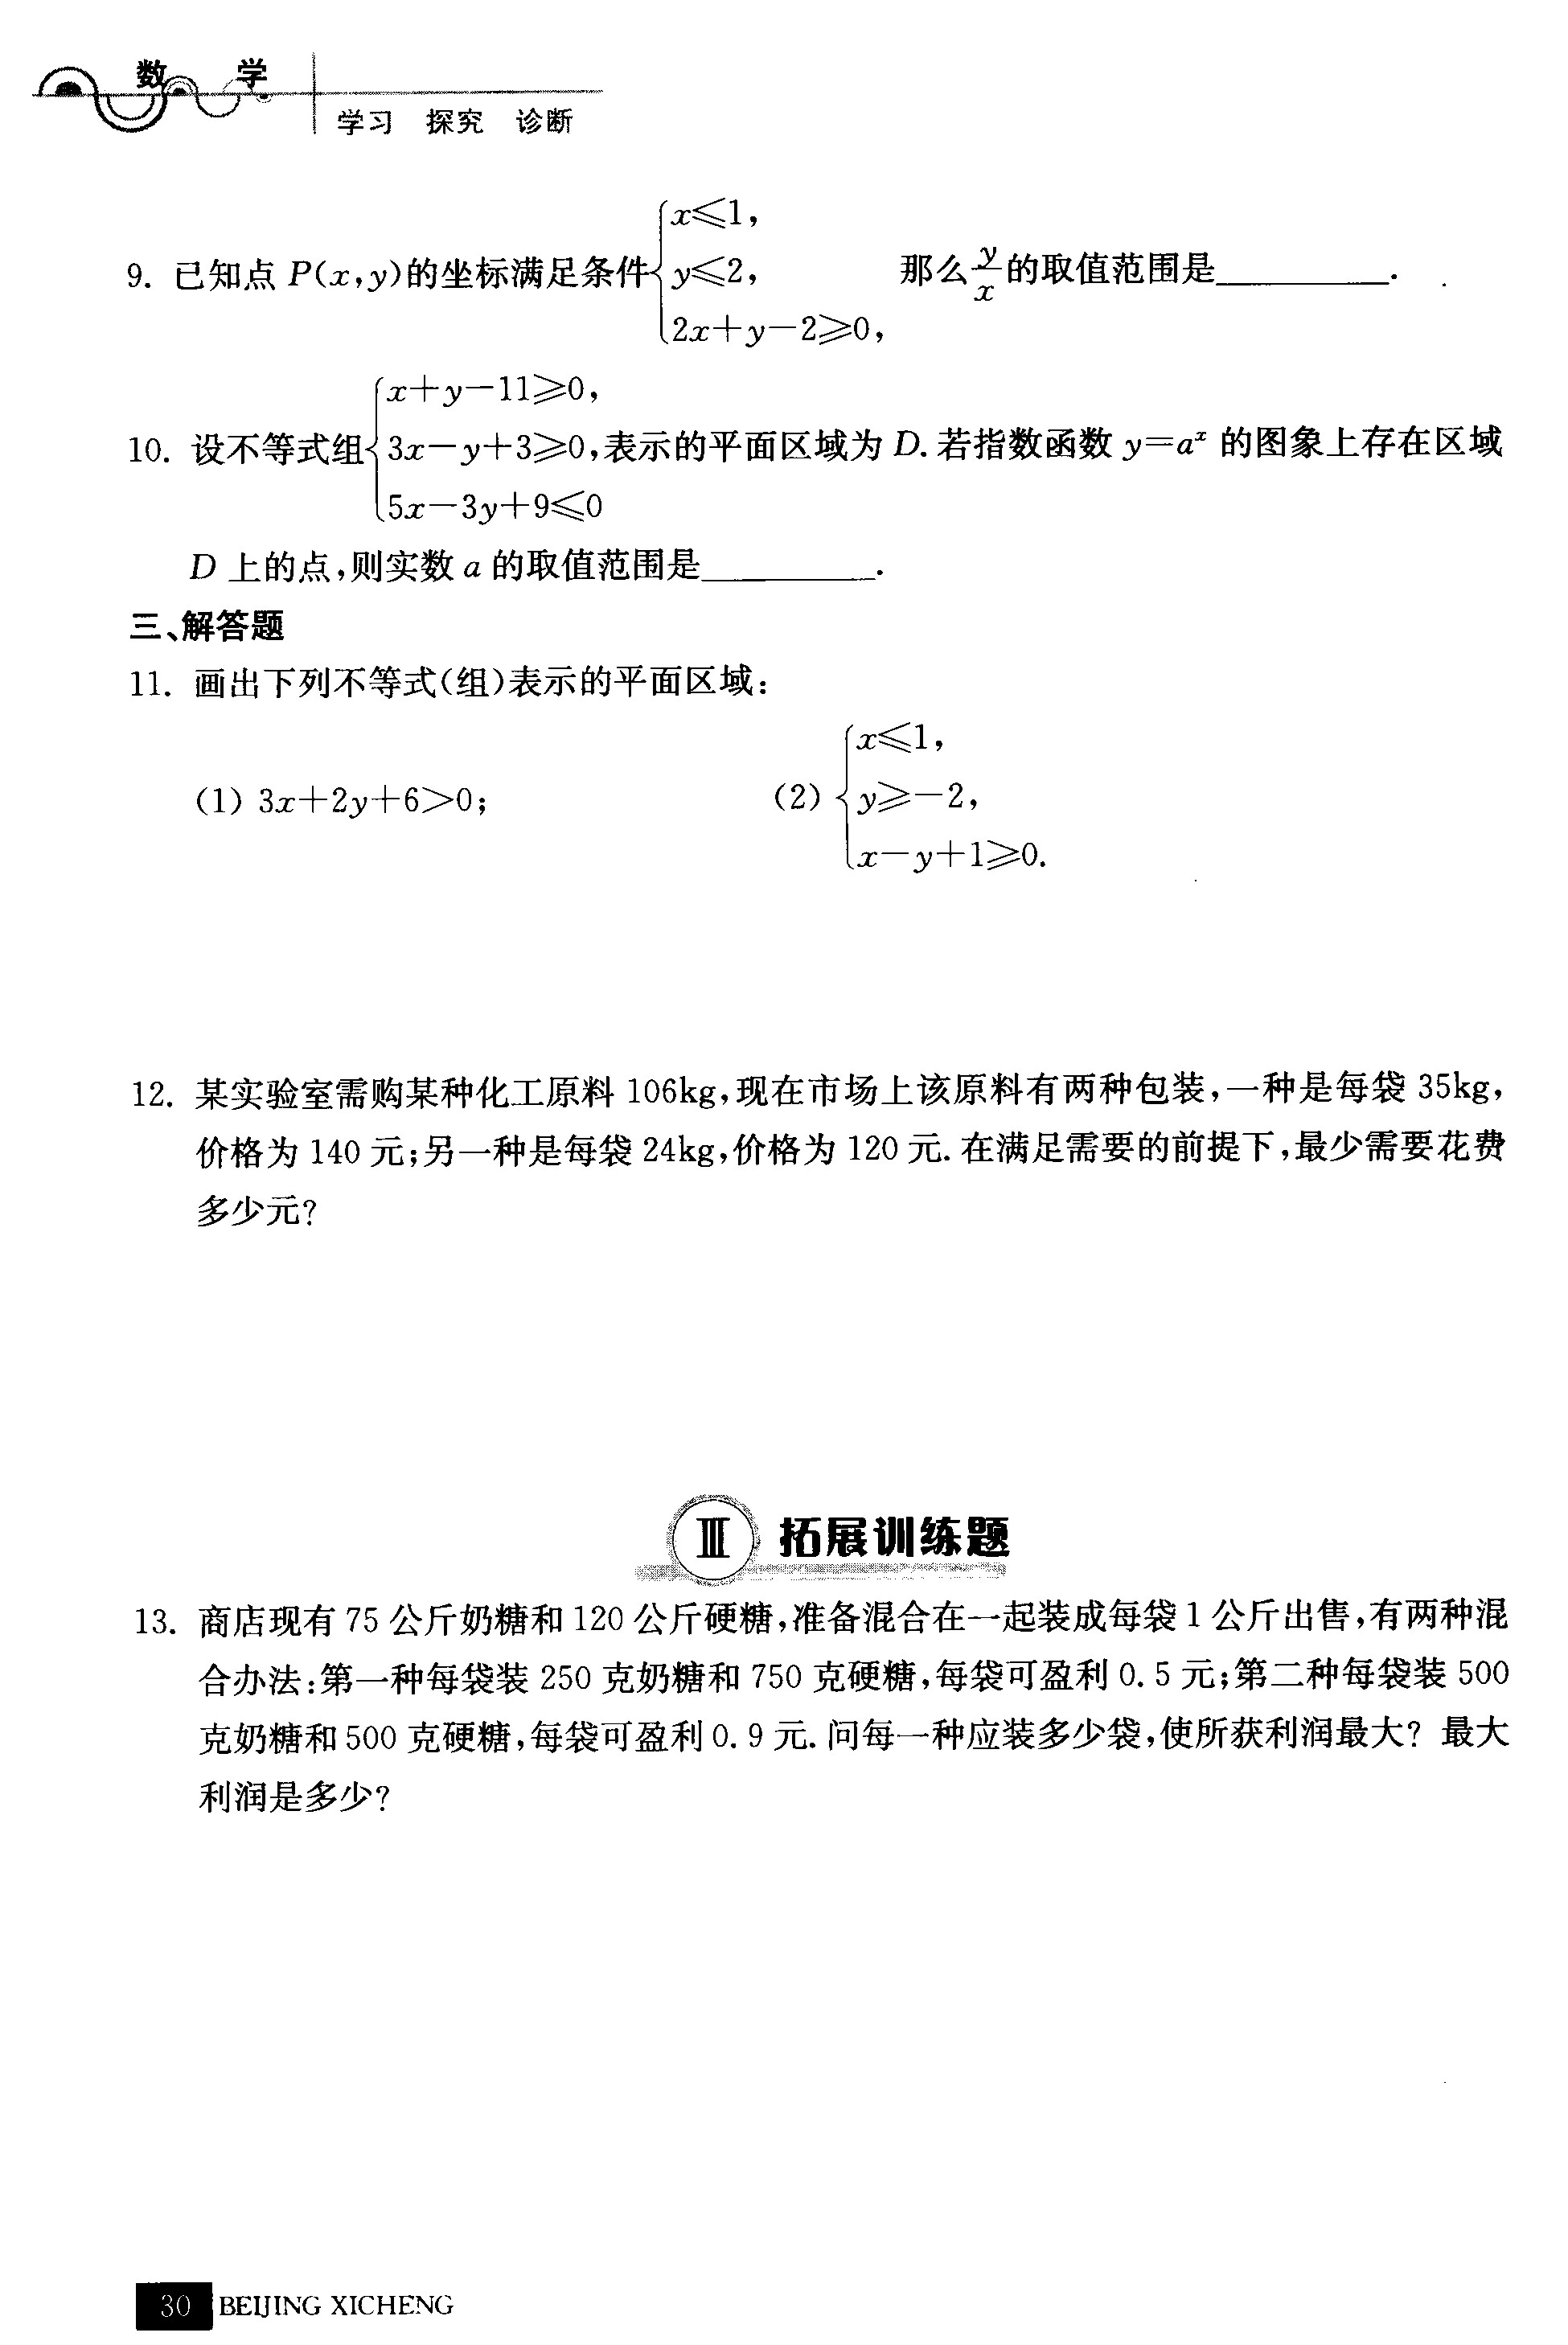 数 学
学习 探究 诊断
x≤1,
9. 已知点 P(x,y)的坐标满足条件{y≤2, 那么y/x的取值范围是________.
2x+y-2≥0,
x+y-11≥0,
10. 设不等式组{3x-y+3≥0,表示的平面区域为 D. 若指数函数 y=a^x 的图象上存在区域
5x-3y+9≤0
D 上的点,则实数 a 的取值范围是________.
三、解答题
11. 画出下列不等式(组)表示的平面区域:
x≤1,
(1) 3x+2y+6>0; (2) {y≥-2,
x-y+1≥0.
12. 某实验室需购某种化工原料 106kg,现在市场上该原料有两种包装,一种是每袋 35kg,
价格为 140 元;另一种是每袋 24kg,价格为 120 元. 在满足需要的前提下,最少需要花费
多少元?
Ⅲ 拓展训练题
13. 商店现有 75 公斤奶糖和 120 公斤硬糖,准备混合在一起装成每袋 1 公斤出售,有两种混
合办法:第一种每袋装 250 克奶糖和 750 克硬糖,每袋可盈利 0.5 元;第二种每袋装 500
克奶糖和 500 克硬糖,每袋可盈利 0.9 元. 问每一种应装多少袋,使所获利润最大? 最大
利润是多少?
30 BEIJING XICHENG